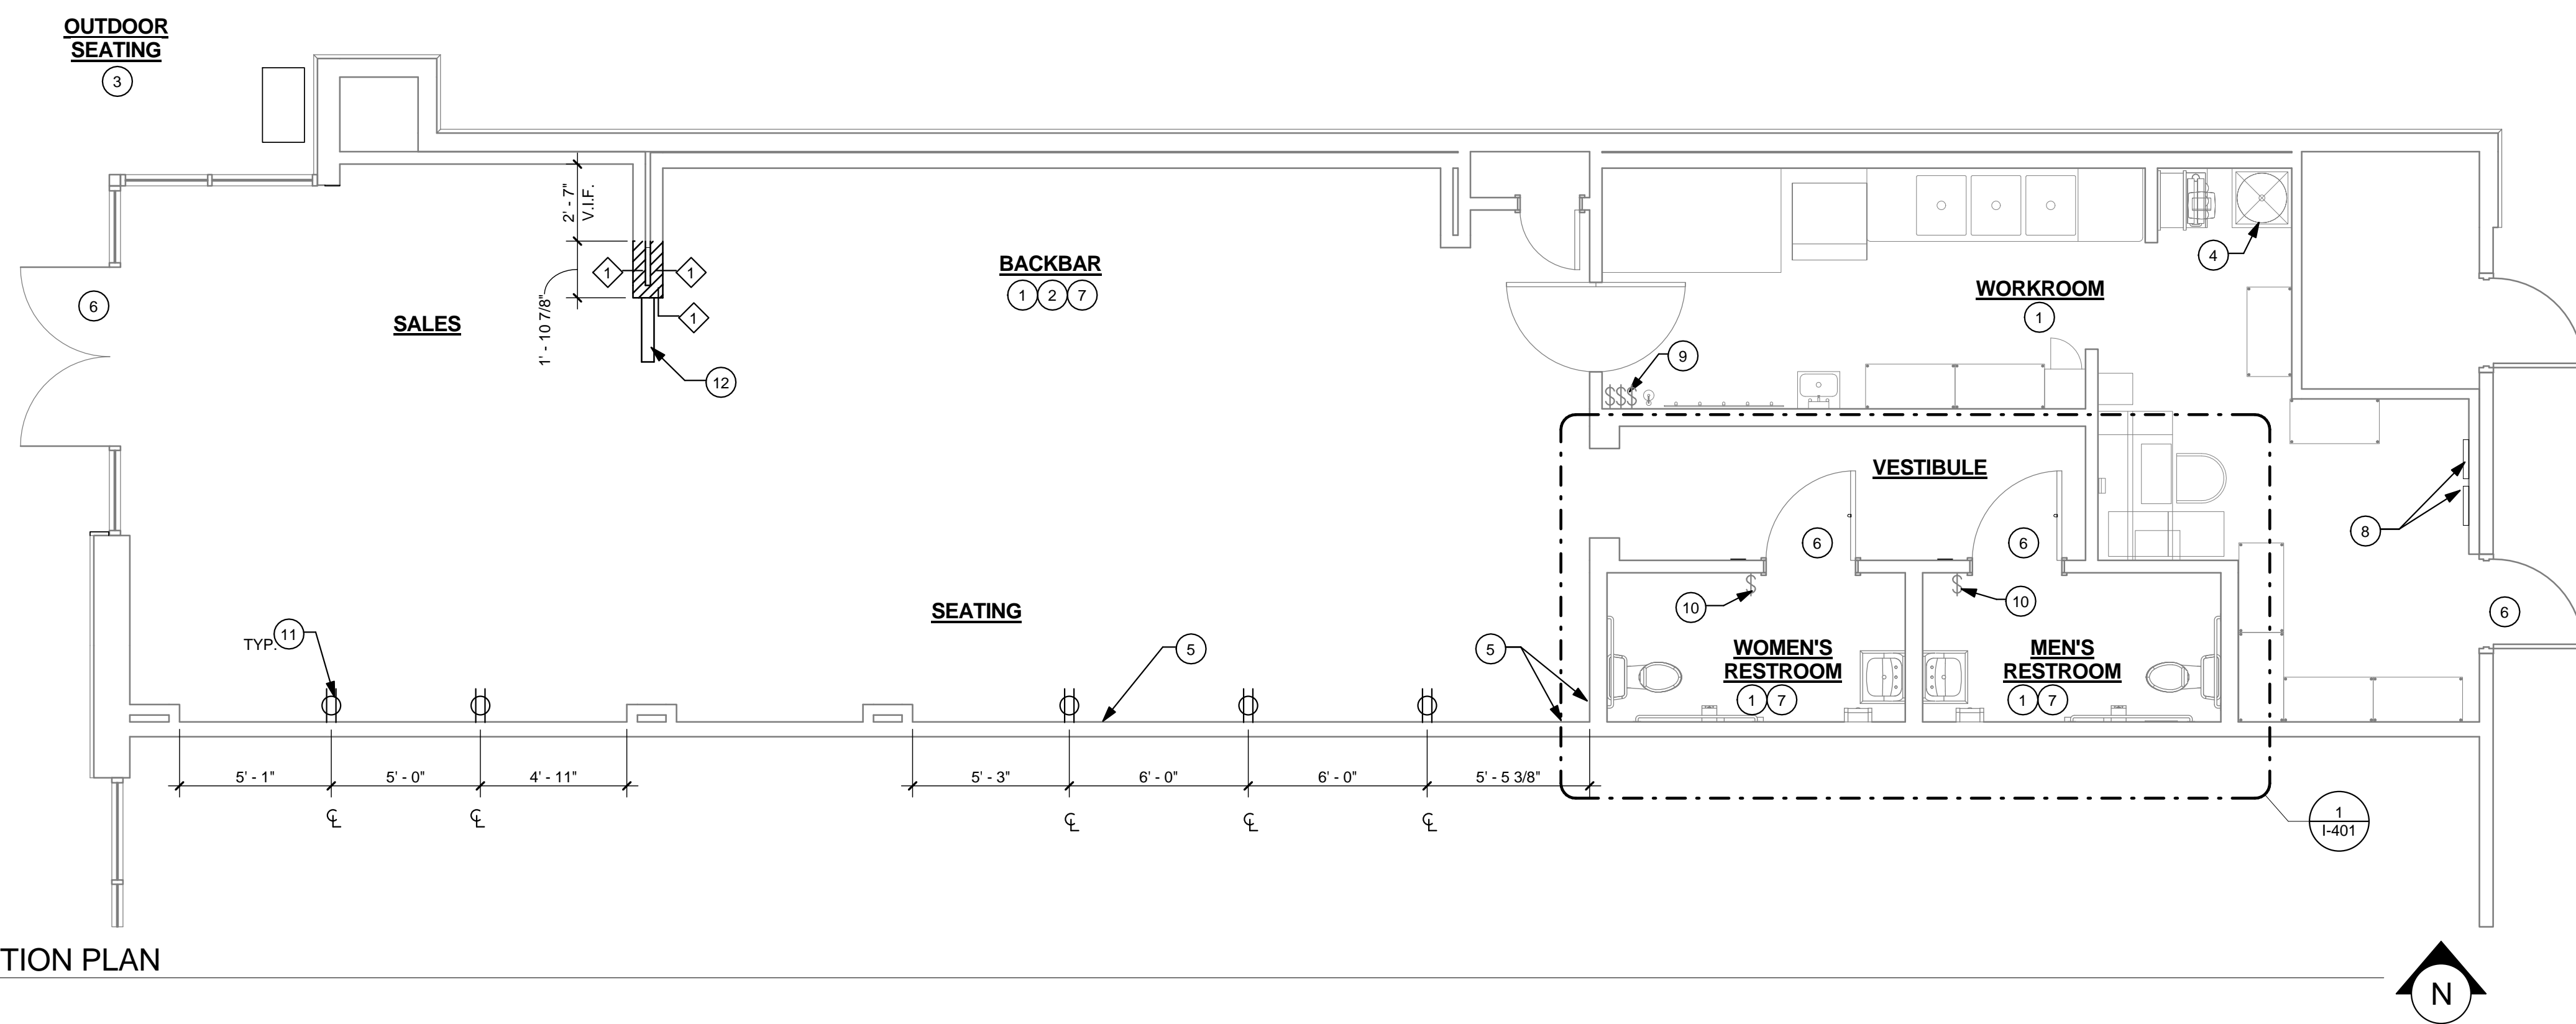 OUTDOOR
SEATING
3
2' - 7"
V.I.F.
1' - 10 7/8"
1
1
1
12
6
SALES
BACKBAR
1 2 7
4
WORKROOM
1
9
$$$
VESTIBULE
6
6
8
6
$
10
$
10
SEATING
TYP.
11
5
5
WOMEN'S
RESTROOM
1 7
MEN'S
RESTROOM
1 7
5' - 1"
5' - 0"
4' - 11"
5' - 3"
6' - 0"
6' - 0"
5' - 5 3/8"
℄
℄
℄
℄
℄
1
I-401
TION PLAN
N